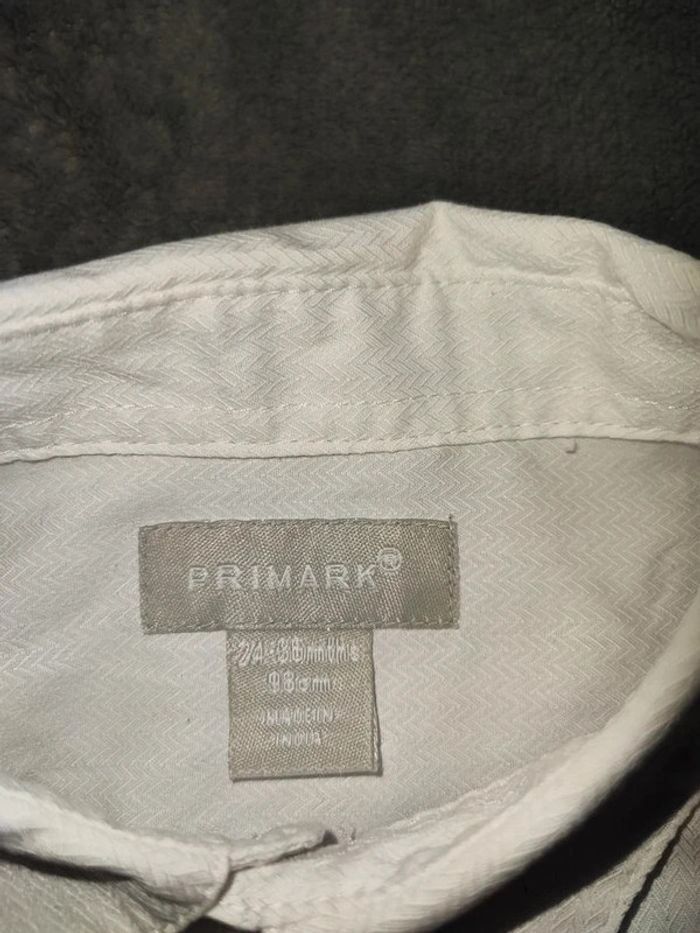 PRIMARK®
24-36mnths
98cm
MADE IN
INDIA